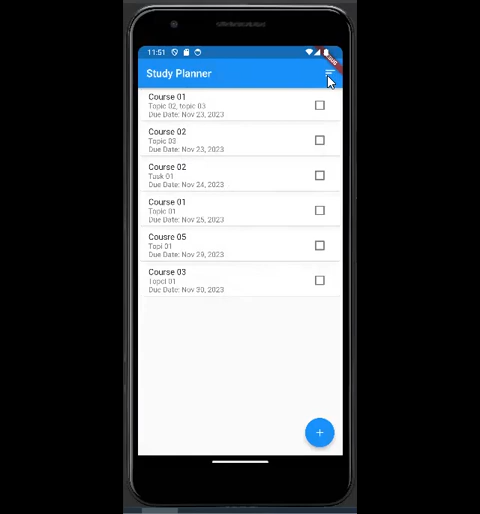 11:51
DEBUG
Study Planner
Course 01
Topic 02, topic 03
Due Date: Nov 23, 2023
Course 02
Topic 03
Due Date: Nov 23, 2023
Course 02
Tusk 01
Due Date: Nov 24, 2023
Course 01
Topic 01
Due Date: Nov 25, 2023
Cousre 05
Topi 01
Due Date: Nov 29, 2023
Course 03
Topci 01
Due Date: Nov 30, 2023
+